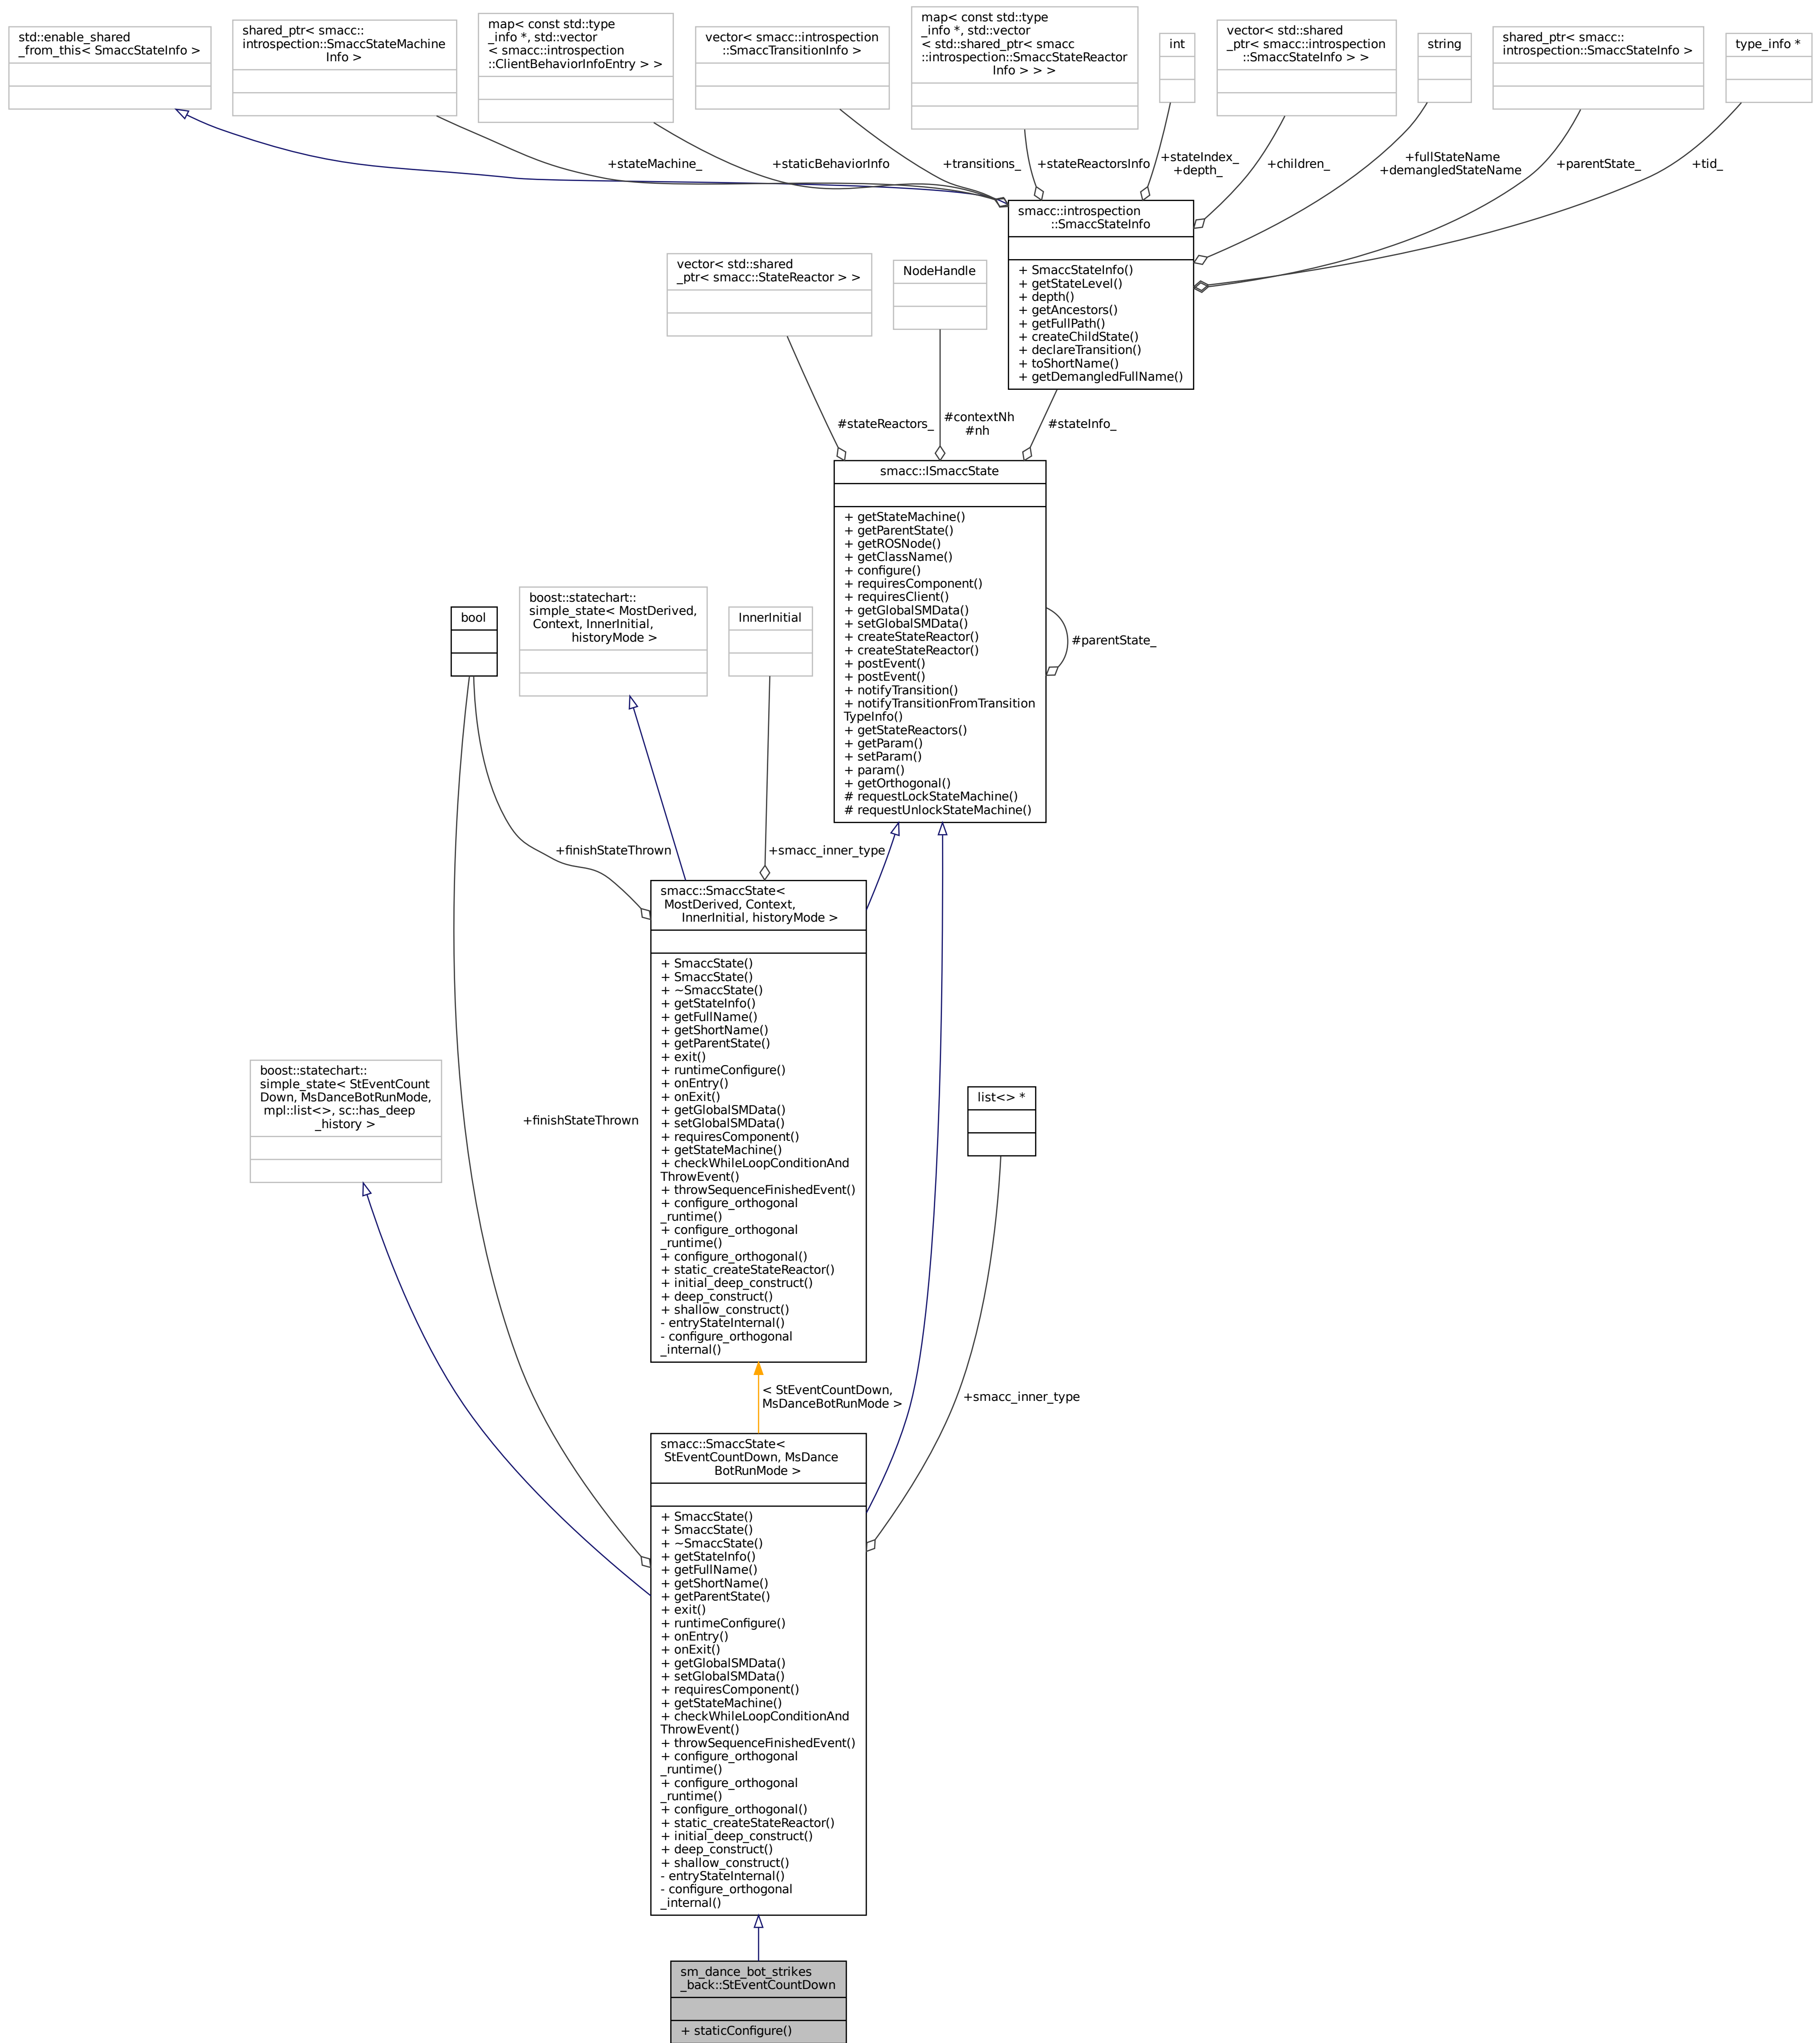 std::enable_shared
_from_this< SmaccStateInfo >
shared_ptr< smacc::
introspection::SmaccStateMachine
Info >
map< const std::type
_info *, std::vector
< smacc::introspection
::ClientBehaviorInfoEntry > >
vector< smacc::introspection
::SmaccTransitionInfo >
map< const std::type
_info *, std::vector
< std::shared_ptr< smacc
::introspection::SmaccStateReactor
Info > > >
int
vector< std::shared
_ptr< smacc::introspection
::SmaccStateInfo > >
string
shared_ptr< smacc::
introspection::SmaccStateInfo >
type_info *
+stateMachine_
+staticBehaviorInfo
+transitions_
+stateReactorsInfo
+stateIndex_
+depth_
+children_
+fullStateName
+demangledStateName
+parentState_
+tid_
smacc::introspection
::SmaccStateInfo
+ SmaccStateInfo()
+ getStateLevel()
+ depth()
+ getAncestors()
+ getFullPath()
+ createChildState()
+ declareTransition()
+ toShortName()
+ getDemangledFullName()
vector< std::shared
_ptr< smacc::StateReactor > >
NodeHandle
#stateReactors_
#contextNh
#nh
#stateInfo_
smacc::ISmaccState
+ getStateMachine()
+ getParentState()
+ getROSNode()
+ getClassName()
+ configure()
+ requiresComponent()
+ requiresClient()
+ getGlobalSMData()
+ setGlobalSMData()
+ createStateReactor()
+ createStateReactor()
+ postEvent()
+ postEvent()
+ notifyTransition()
+ notifyTransitionFromTransition
TypeInfo()
+ getStateReactors()
+ getParam()
+ setParam()
+ param()
+ getOrthogonal()
# requestLockStateMachine()
# requestUnlockStateMachine()
#parentState_
bool
boost::statechart::
simple_state< MostDerived,
Context, InnerInitial,
historyMode >
InnerInitial
+finishStateThrown
+smacc_inner_type
smacc::SmaccState<
MostDerived, Context,
InnerInitial, historyMode >
+ SmaccState()
+ SmaccState()
+ ~SmaccState()
+ getStateInfo()
+ getFullName()
+ getShortName()
+ getParentState()
+ exit()
+ runtimeConfigure()
+ onEntry()
+ onExit()
+ getGlobalSMData()
+ setGlobalSMData()
+ requiresComponent()
+ getStateMachine()
+ checkWhileLoopConditionAnd
ThrowEvent()
+ throwSequenceFinishedEvent()
+ configure_orthogonal
_runtime()
+ configure_orthogonal
_runtime()
+ configure_orthogonal()
+ static_createStateReactor()
+ initial_deep_construct()
+ deep_construct()
+ shallow_construct()
- entryStateInternal()
- configure_orthogonal
_internal()
boost::statechart::
simple_state< StEventCount
Down, MsDanceBotRunMode,
mpl::list<>, sc::has_deep
_history >
+finishStateThrown
list<> *
< StEventCountDown,
MsDanceBotRunMode >
+smacc_inner_type
smacc::SmaccState<
StEventCountDown, MsDance
BotRunMode >
+ SmaccState()
+ SmaccState()
+ ~SmaccState()
+ getStateInfo()
+ getFullName()
+ getShortName()
+ getParentState()
+ exit()
+ runtimeConfigure()
+ onEntry()
+ onExit()
+ getGlobalSMData()
+ setGlobalSMData()
+ requiresComponent()
+ getStateMachine()
+ checkWhileLoopConditionAnd
ThrowEvent()
+ throwSequenceFinishedEvent()
+ configure_orthogonal
_runtime()
+ configure_orthogonal
_runtime()
+ configure_orthogonal()
+ static_createStateReactor()
+ initial_deep_construct()
+ deep_construct()
+ shallow_construct()
- entryStateInternal()
- configure_orthogonal
_internal()
sm_dance_bot_strikes
_back::StEventCountDown
+ staticConfigure()